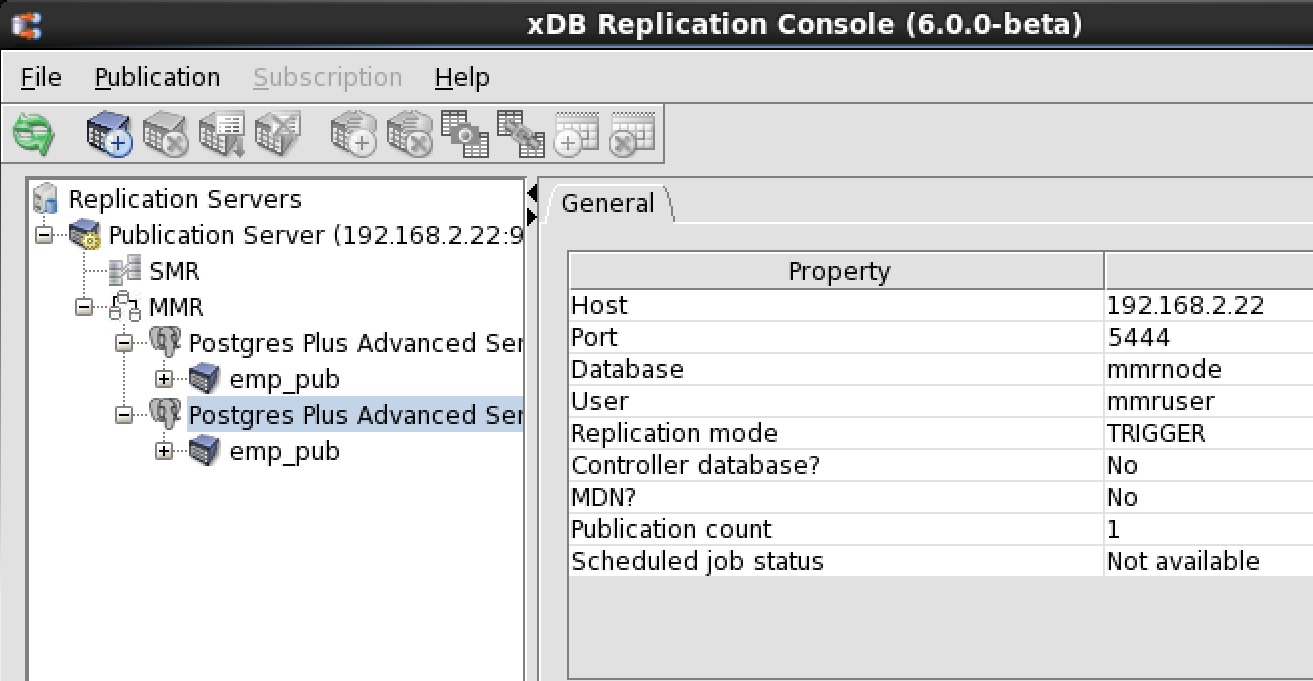 xDB Replication Console (6.0.0-beta)
File Publication Subscription Help
Replication Servers
Publication Server (192.168.2.22:9
SMR
MMR
Postgres Plus Advanced Ser
emp_pub
Postgres Plus Advanced Ser
emp_pub
General
Property
Host 192.168.2.22
Port 5444
Database mmrnode
User mmruser
Replication mode TRIGGER
Controller database? No
MDN? No
Publication count 1
Scheduled job status Not available